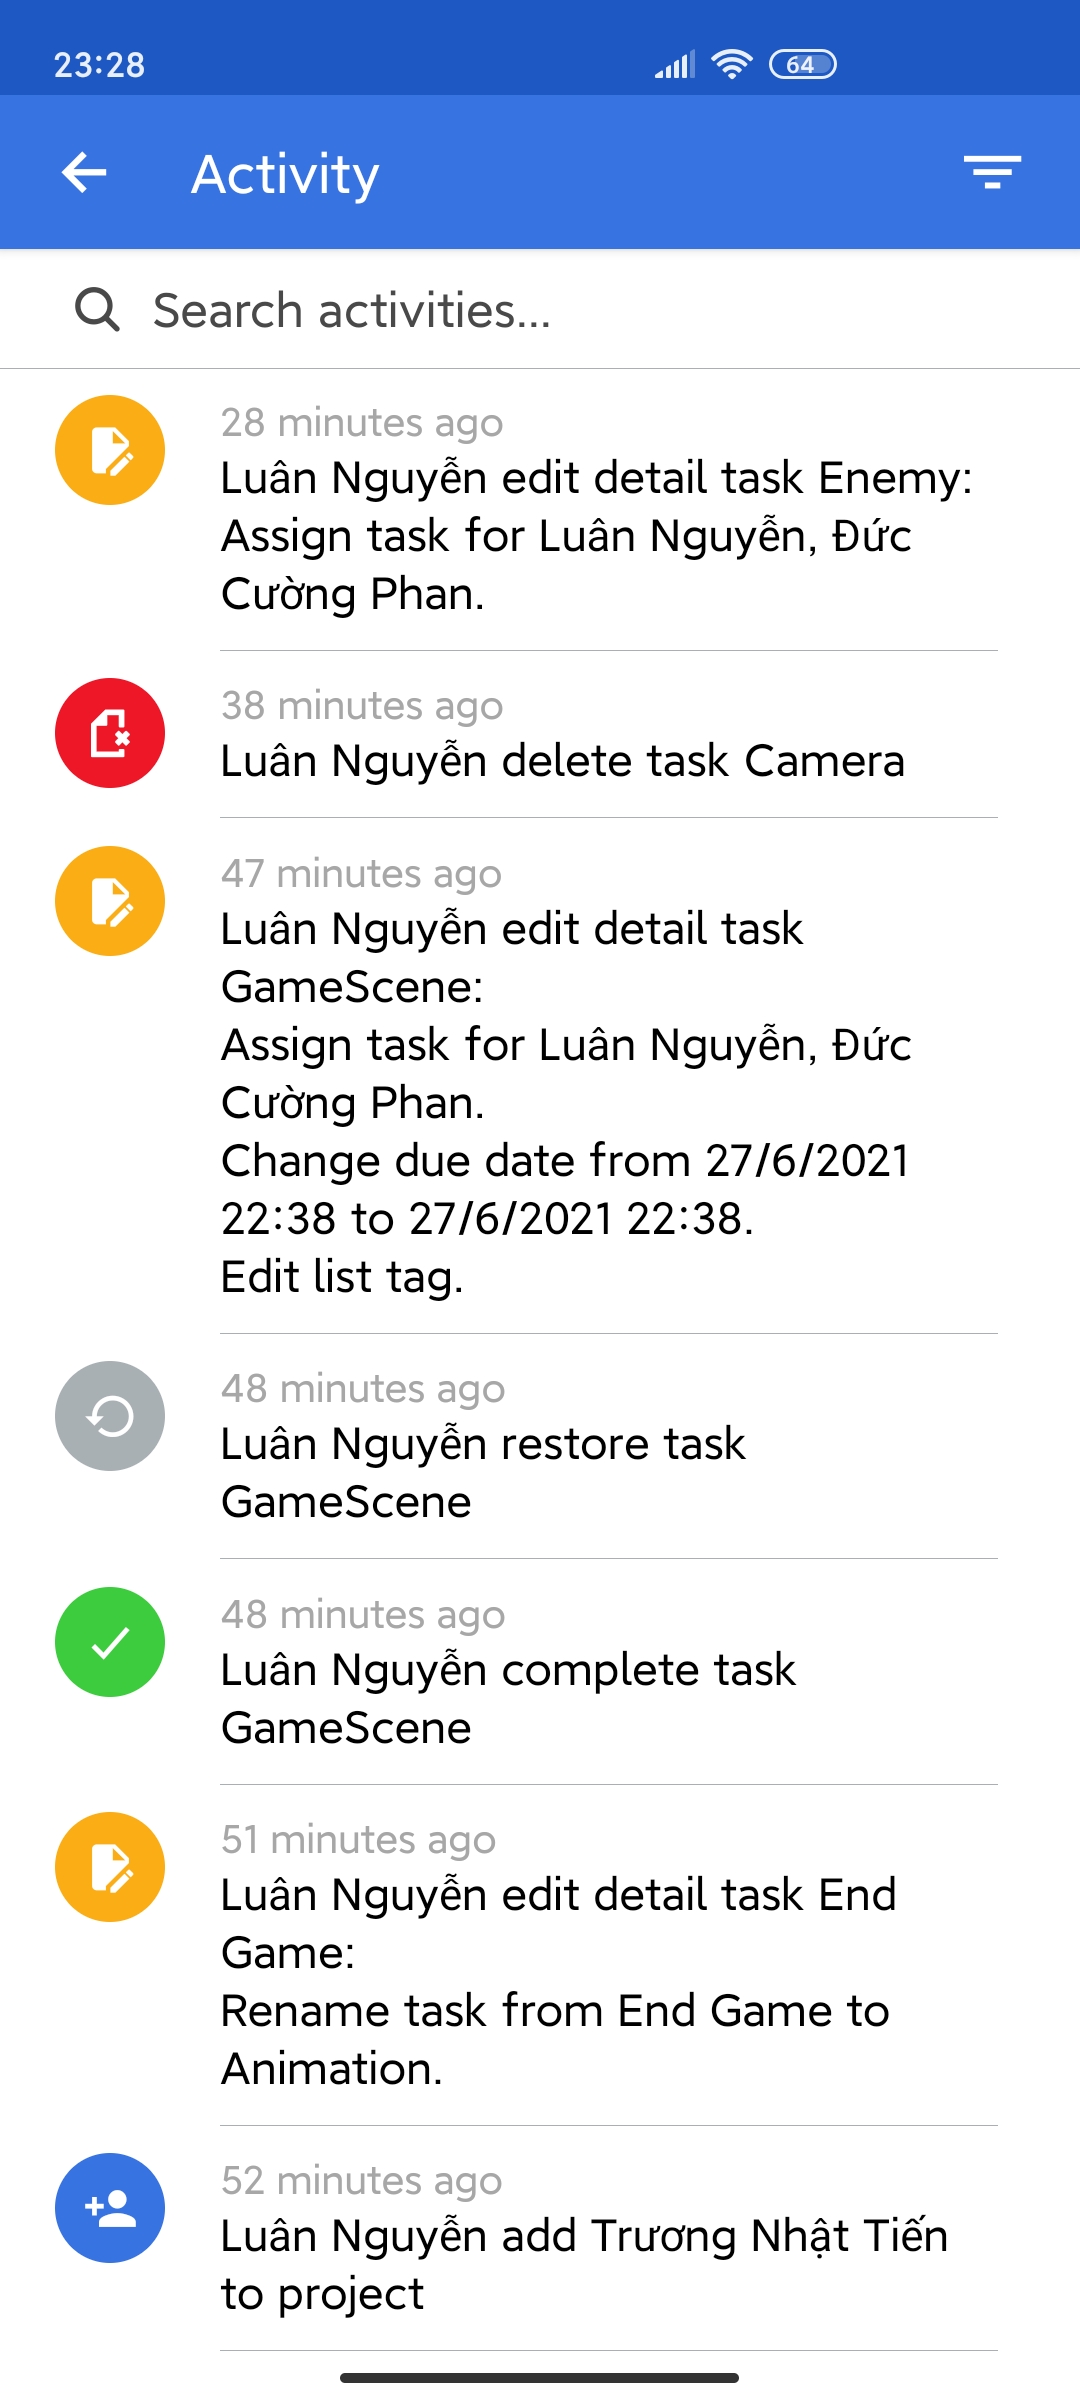 23:28
64
Activity
Search activities...
28 minutes ago
Luân Nguyễn edit detail task Enemy:
Assign task for Luân Nguyễn, Đức
Cường Phan.
38 minutes ago
Luân Nguyễn delete task Camera
47 minutes ago
Luân Nguyễn edit detail task
GameScene:
Assign task for Luân Nguyễn, Đức
Cường Phan.
Change due date from 27/6/2021
22:38 to 27/6/2021 22:38.
Edit list tag.
48 minutes ago
Luân Nguyễn restore task
GameScene
48 minutes ago
Luân Nguyễn complete task
GameScene
51 minutes ago
Luân Nguyễn edit detail task End
Game:
Rename task from End Game to
Animation.
52 minutes ago
Luân Nguyễn add Trương Nhật Tiến
to project